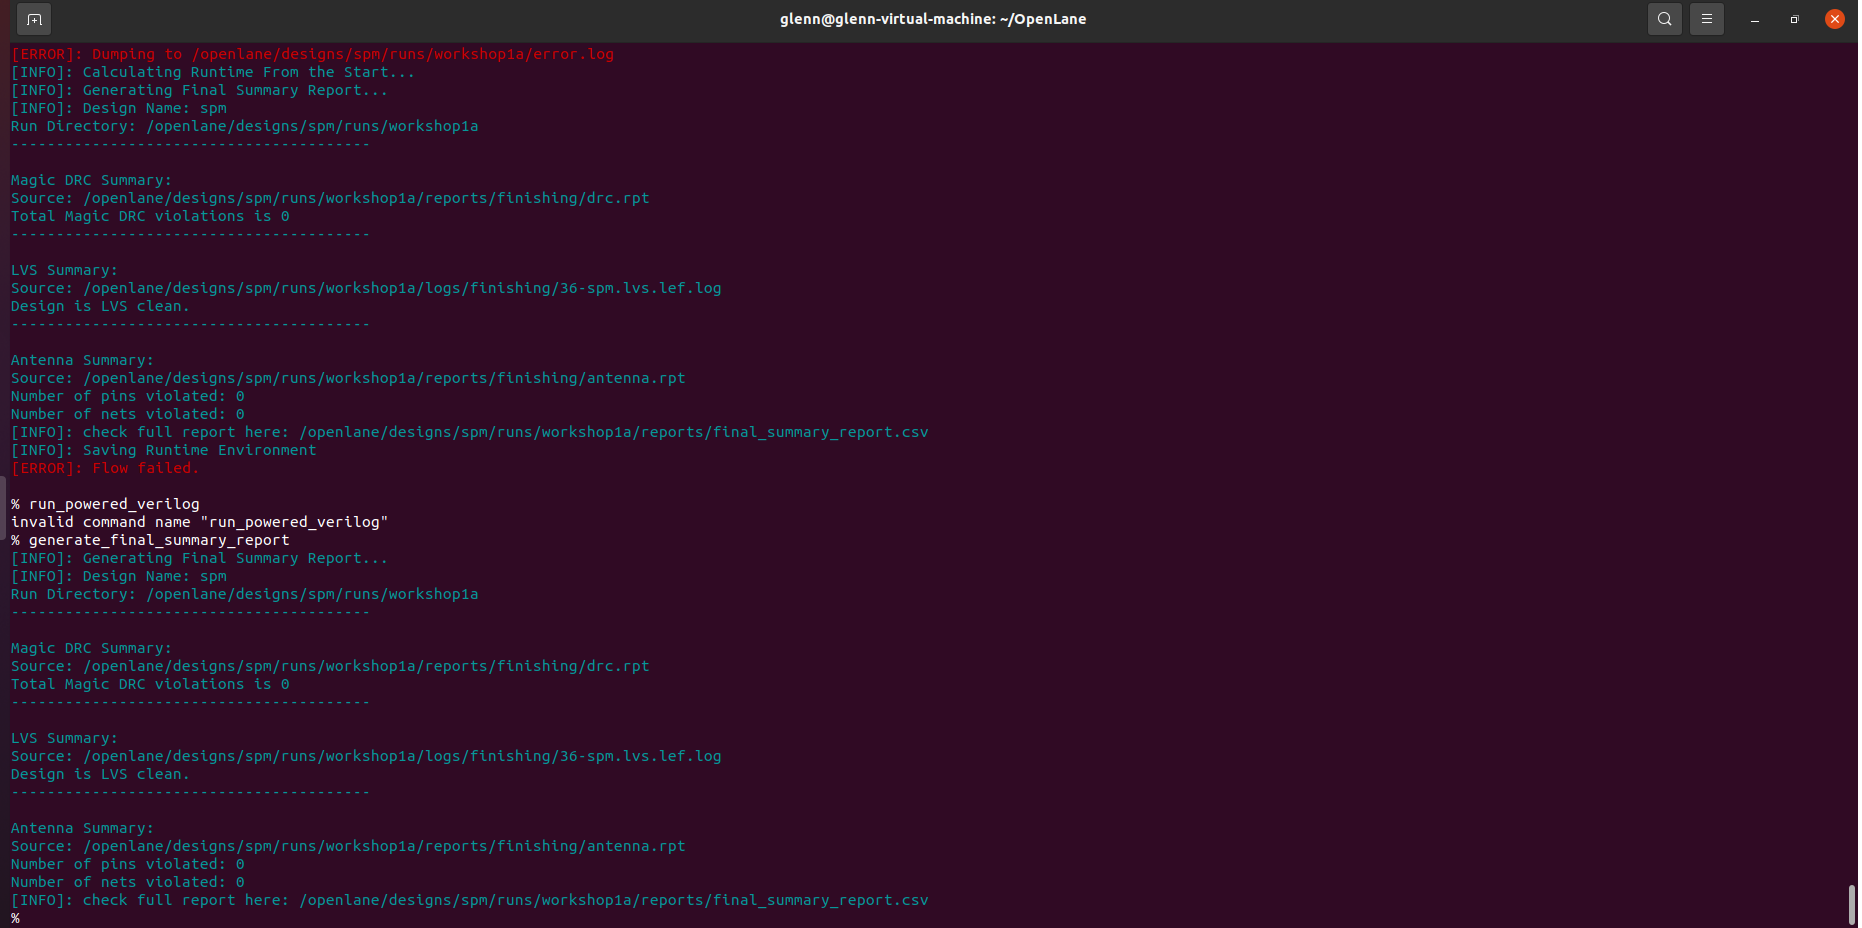 glenn@glenn-virtual-machine: ~/OpenLane
[ERROR]: Dumping to /openlane/designs/spm/runs/workshop1a/error.log
[INFO]: Calculating Runtime From the Start...
[INFO]: Generating Final Summary Report...
[INFO]: Design Name: spm
Run Directory: /openlane/designs/spm/runs/workshop1a
----------------------------------------
Magic DRC Summary:
Source: /openlane/designs/spm/runs/workshop1a/reports/finishing/drc.rpt
Total Magic DRC violations is 0
----------------------------------------
LVS Summary:
Source: /openlane/designs/spm/runs/workshop1a/logs/finishing/36-spm.lvs.lef.log
Design is LVS clean.
----------------------------------------
Antenna Summary:
Source: /openlane/designs/spm/runs/workshop1a/reports/finishing/antenna.rpt
Number of pins violated: 0
Number of nets violated: 0
[INFO]: check full report here: /openlane/designs/spm/runs/workshop1a/reports/final_summary_report.csv
[INFO]: Saving Runtime Environment
[ERROR]: Flow failed.
% run_powered_verilog
invalid command name "run_powered_verilog"
% generate_final_summary_report
[INFO]: Generating Final Summary Report...
[INFO]: Design Name: spm
Run Directory: /openlane/designs/spm/runs/workshop1a
----------------------------------------
Magic DRC Summary:
Source: /openlane/designs/spm/runs/workshop1a/reports/finishing/drc.rpt
Total Magic DRC violations is 0
----------------------------------------
LVS Summary:
Source: /openlane/designs/spm/runs/workshop1a/logs/finishing/36-spm.lvs.lef.log
Design is LVS clean.
----------------------------------------
Antenna Summary:
Source: /openlane/designs/spm/runs/workshop1a/reports/finishing/antenna.rpt
Number of pins violated: 0
Number of nets violated: 0
[INFO]: check full report here: /openlane/designs/spm/runs/workshop1a/reports/final_summary_report.csv
%